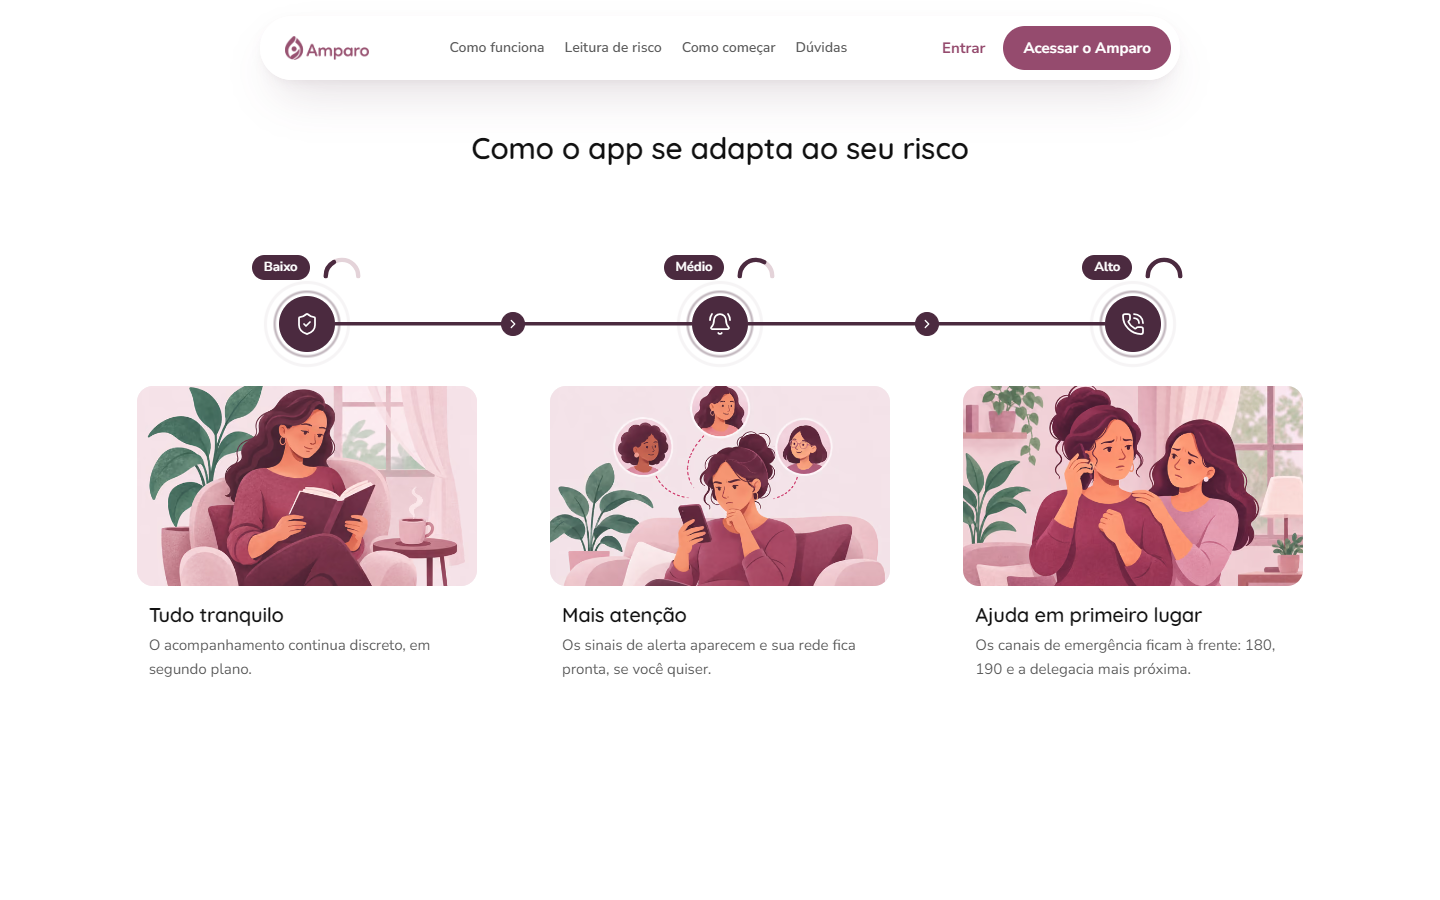 Amparo
Como funciona
Leitura de risco
Como começar
Dúvidas
Entrar
Acessar o Amparo
Como o app se adapta ao seu risco
Baixo
Médio
Alto
Tudo tranquilo
O acompanhamento continua discreto, em
segundo plano.
Mais atenção
Os sinais de alerta aparecem e sua rede fica
pronta, se você quiser.
Ajuda em primeiro lugar
Os canais de emergência ficam à frente: 180,
190 e a delegacia mais próxima.